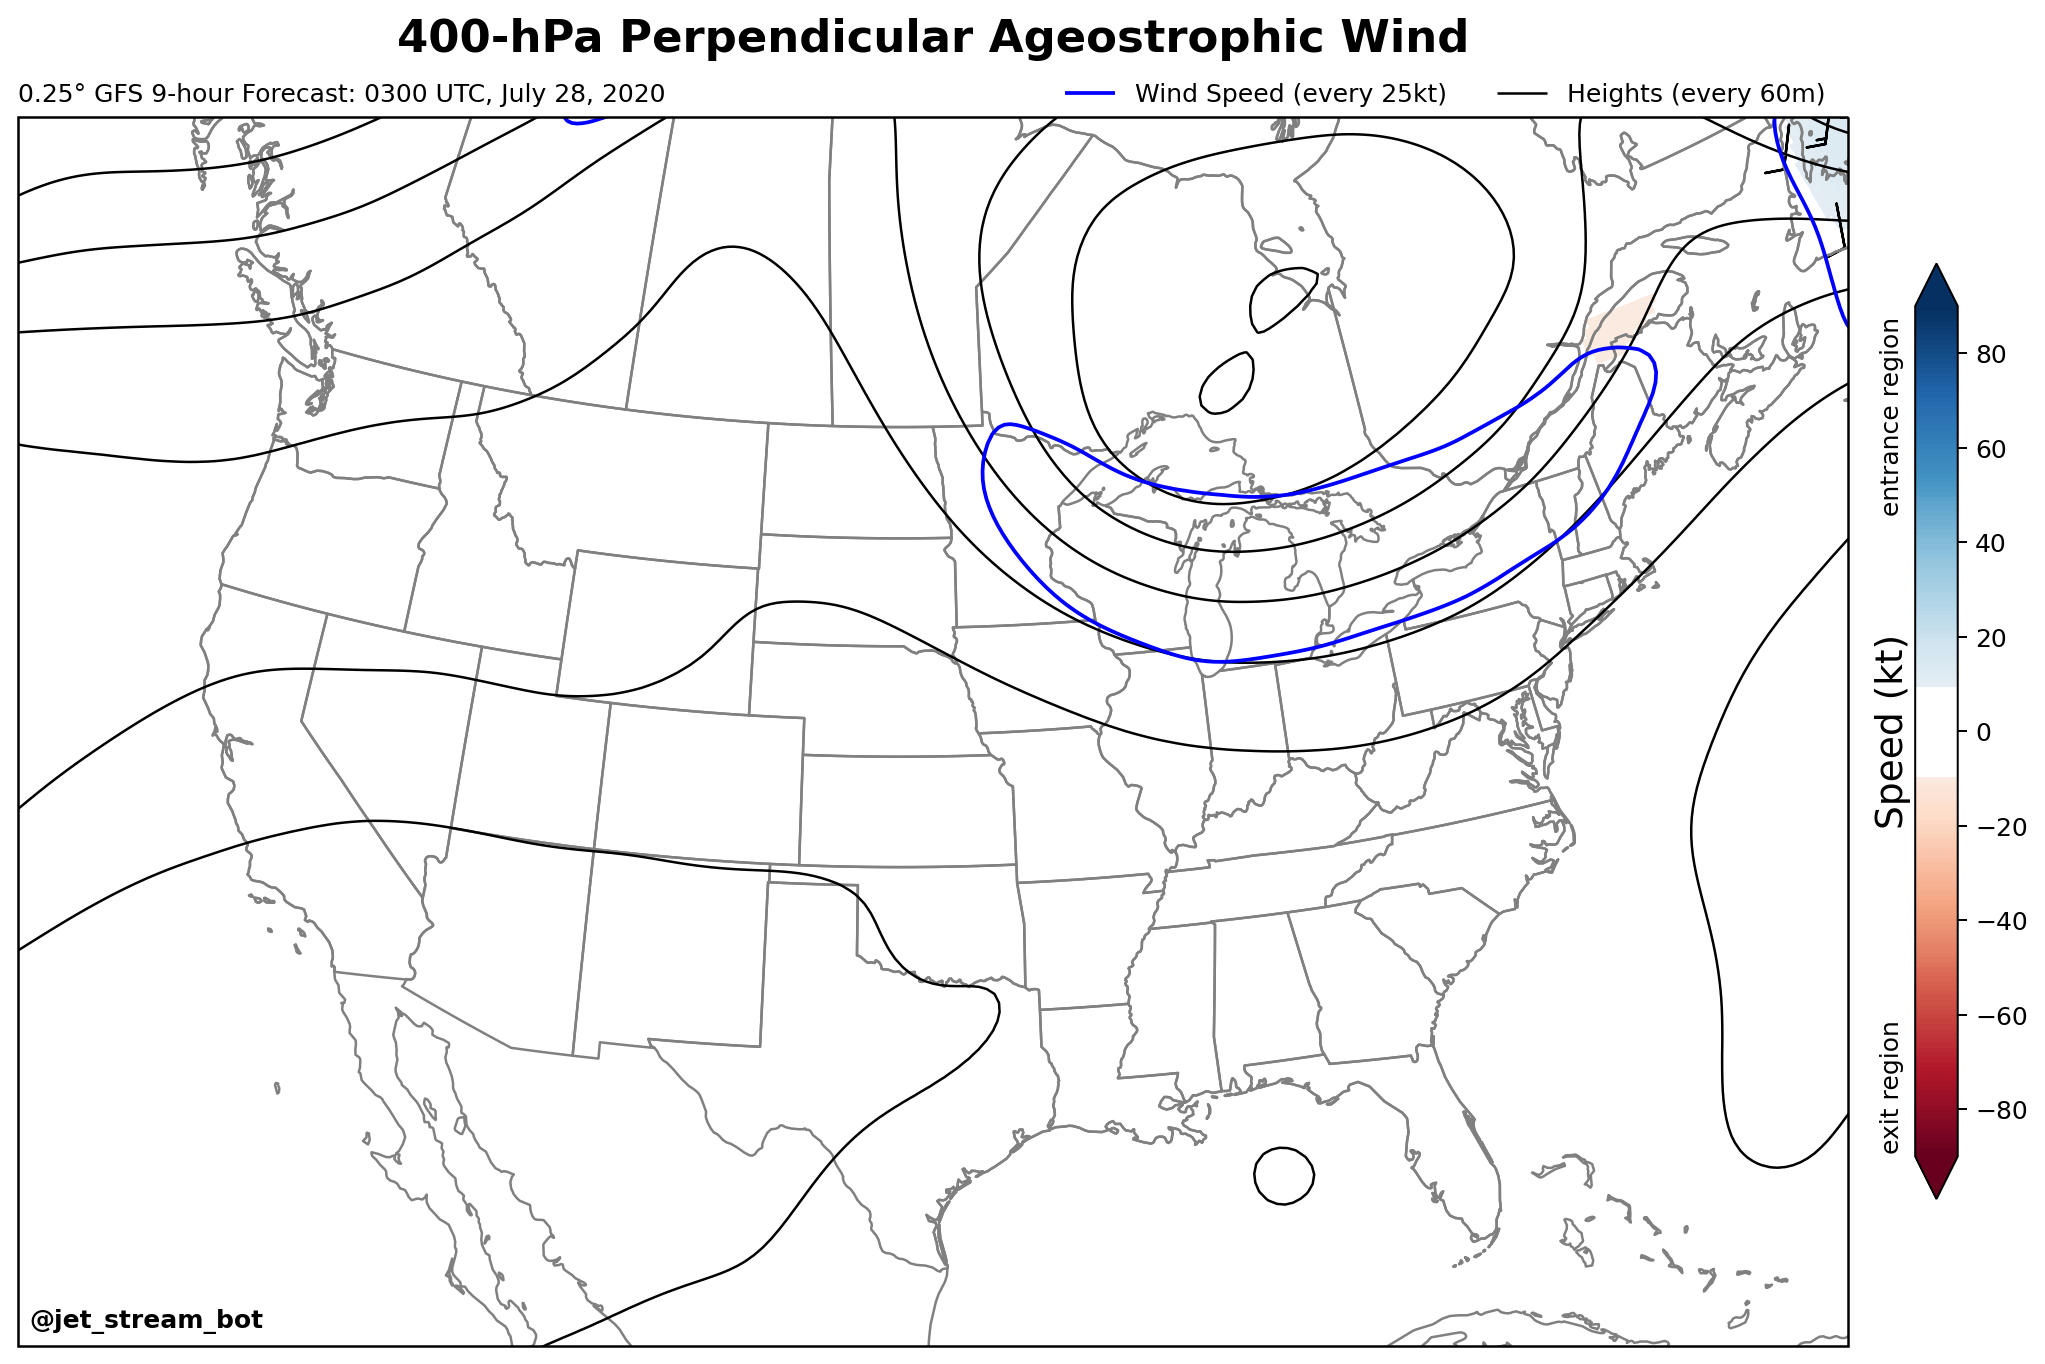 400-hPa Perpendicular Ageostrophic Wind
0.25° GFS 9-hour Forecast: 0300 UTC, July 28, 2020
Wind Speed (every 25kt)
Heights (every 60m)
entrance region
exit region
Speed (kt)
80
60
40
20
0
−20
−40
−60
−80
@jet_stream_bot